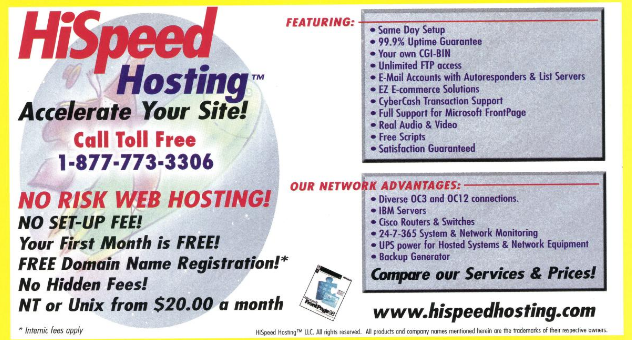 HiSpeed
Hosting™
Accelerate Your Site!
Call Toll Free
1-877-773-3306
NO RISK WEB HOSTING!
NO SET-UP FEE!
Your First Month is FREE!
FREE Domain Name Registration!*
No Hidden Fees!
NT or Unix from $20.00 a month
* Internic fees apply
FEATURING:
• Same Day Setup
• 99.9% Uptime Guarantee
• Your own CGI-BIN
• Unlimited FTP access
• E-Mail Accounts with Autoresponders & List Servers
• EZ E-commerce Solutions
• CyberCash Transaction Support
• Full Support for Microsoft FrontPage
• Real Audio & Video
• Free Scripts
• Satisfaction Guaranteed
OUR NETWORK ADVANTAGES:
• Diverse OC3 and OC12 connections.
• IBM Servers
• Cisco Routers & Switches
• 24-7-365 System & Network Monitoring
• UPS power for Hosted Systems & Network Equipment
• Backup Generator
Compare our Services & Prices!
FrontPage
www.hispeedhosting.com
HiSpeed Hosting™ LLC. All rights reserved. All products and company names mentioned herein are the trademarks of their respective owners.